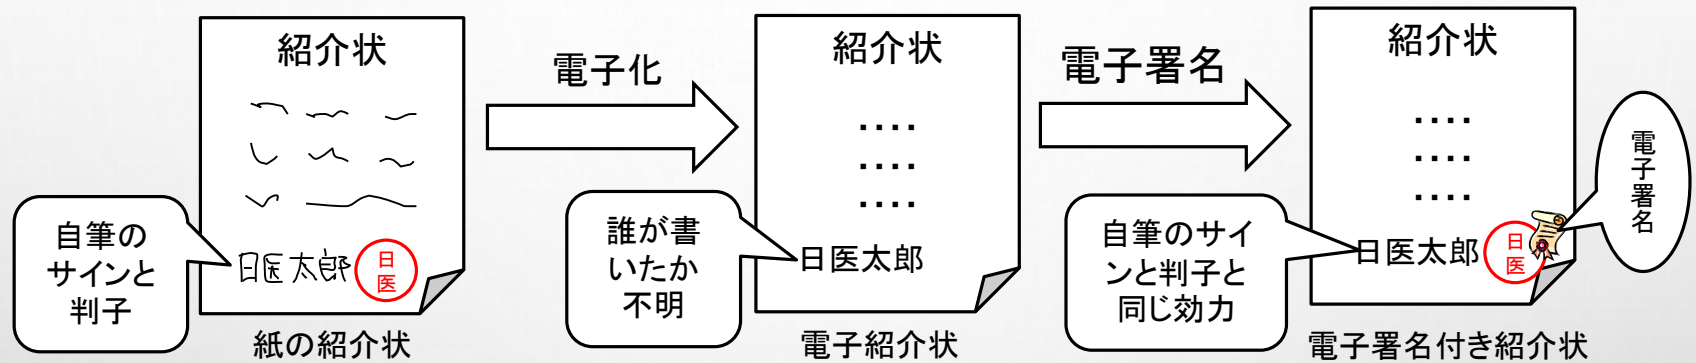 紹介状
自筆の
サインと
判子
日医太郎
日
医
紙の紹介状
電子化
紹介状
・・・・
・・・・
・・・・
誰が書
いたか
不明
日医太郎
電子紹介状
電子署名
紹介状
・・・・
・・・・
・・・・
自筆のサイ
ンと判子と
同じ効力
日医太郎
日
医
電子署名
電子署名付き紹介状